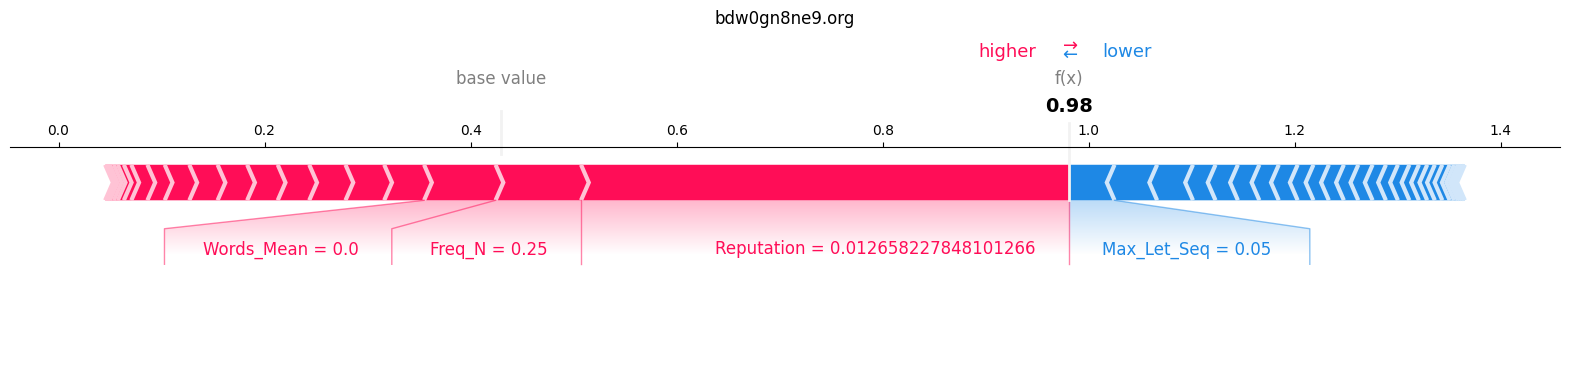 bdw0gn8ne9.org
higher ⇄ lower
base value f(x)
0.98
0.0 0.2 0.4 0.6 0.8 1.0 1.2 1.4
Words_Mean = 0.0 Freq_N = 0.25 Reputation = 0.012658227848101266 Max_Let_Seq = 0.05